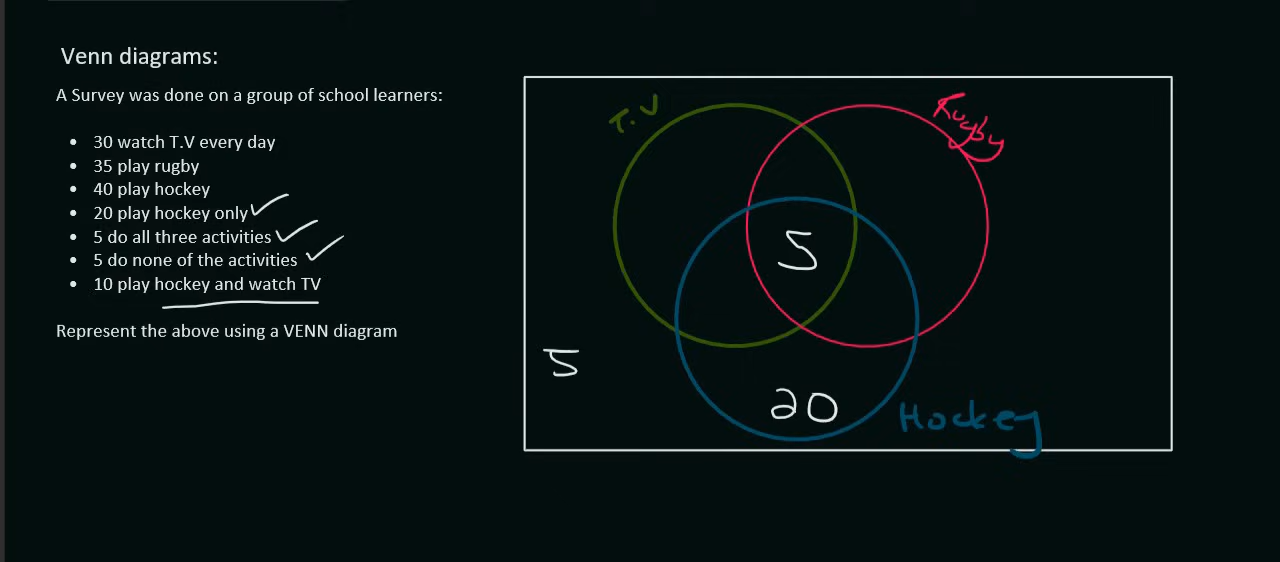 Venn diagrams:
A Survey was done on a group of school learners:
• 30 watch T.V every day
• 35 play rugby
• 40 play hockey
• 20 play hockey only
• 5 do all three activities
• 5 do none of the activities
• 10 play hockey and watch TV
Represent the above using a VENN diagram
T.V
Rugby
5
5
20
Hockey